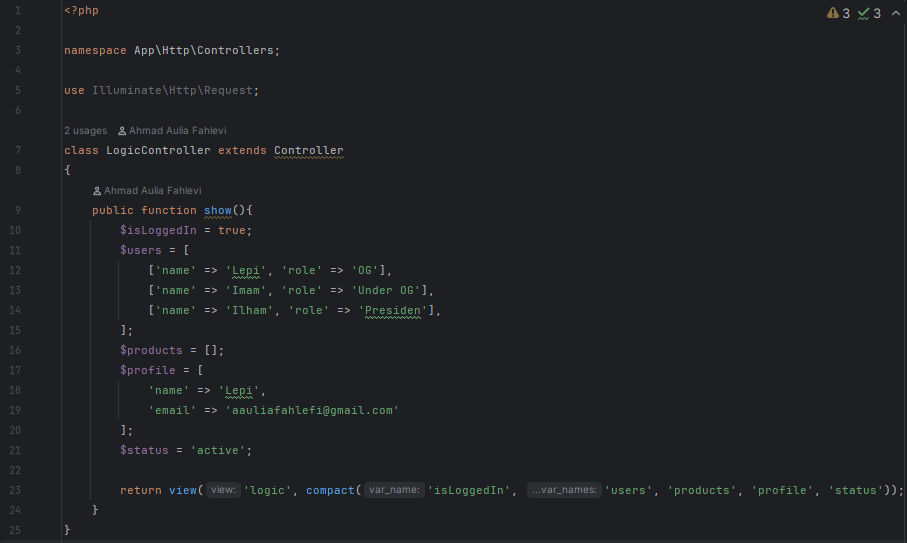 1 <?php
2
3 namespace App\Http\Controllers;
4
5 use Illuminate\Http\Request;
6
2 usages Ahmad Aulia Fahlevi
7 class LogicController extends Controller
8 {
Ahmad Aulia Fahlevi
9 public function show(){
10 $isLoggedIn = true;
11 $users = [
12 ['name' => 'Lepi', 'role' => 'OG'],
13 ['name' => 'Imam', 'role' => 'Under OG'],
14 ['name' => 'Ilham', 'role' => 'Presiden'],
15 ];
16 $products = [];
17 $profile = [
18 'name' => 'Lepi',
19 'email' => 'aauliafahlefi@gmail.com'
20 ];
21 $status = 'active';
22
23 return view( view: 'logic', compact( var_name: 'isLoggedIn', ...var_names: 'users', 'products', 'profile', 'status'));
24 }
25 }
3 3